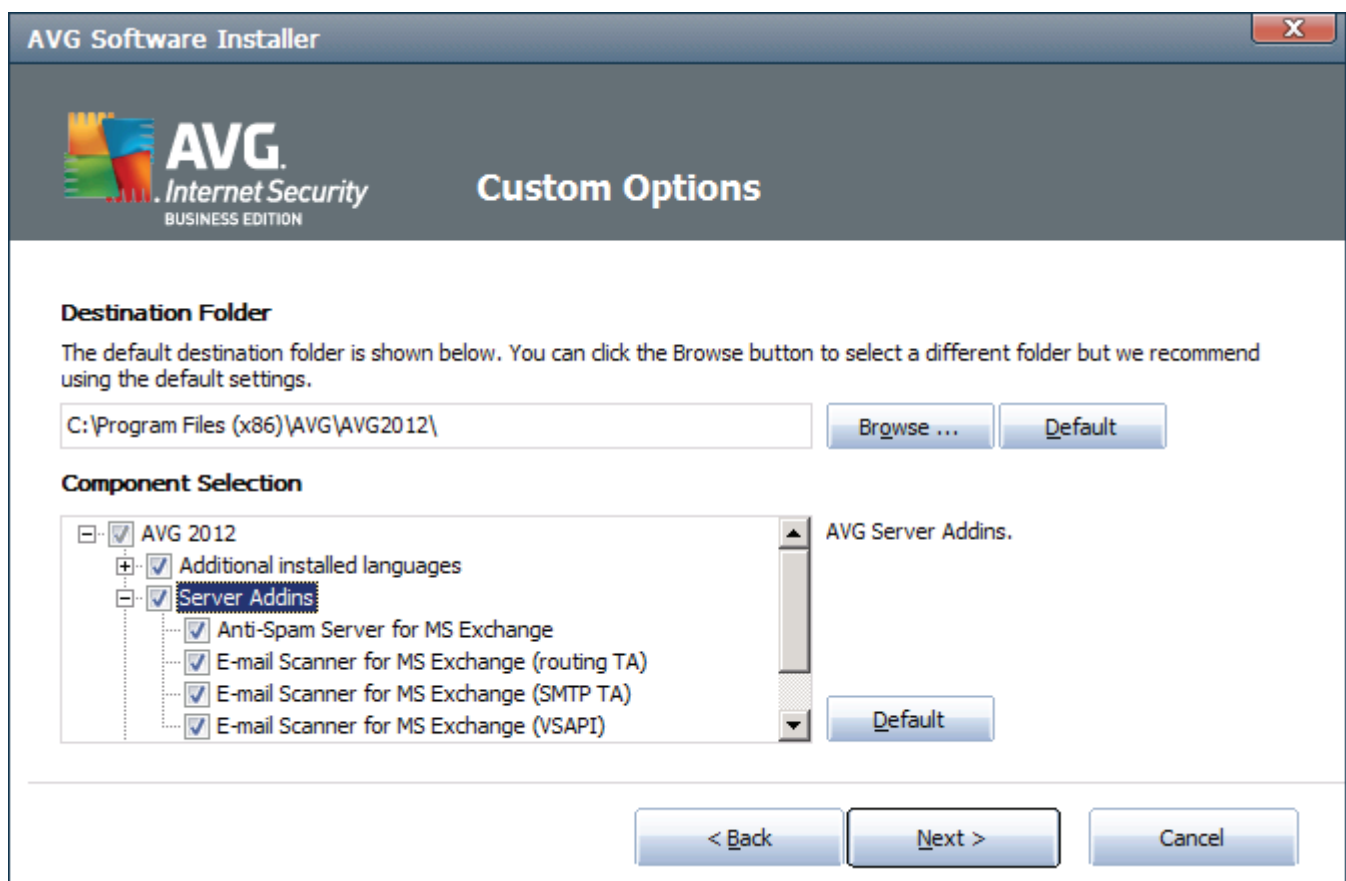 AVG Software Installer
X
AVG.
Internet Security
BUSINESS EDITION
Custom Options
Destination Folder
The default destination folder is shown below. You can click the Browse button to select a different folder but we recommend
using the default settings.
C:\Program Files (x86)\AVG\AVG2012\
Browse ...
Default
Component Selection
AVG 2012
Additional installed languages
Server Addins
Anti-Spam Server for MS Exchange
E-mail Scanner for MS Exchange (routing TA)
E-mail Scanner for MS Exchange (SMTP TA)
E-mail Scanner for MS Exchange (VSAPI)
AVG Server Addins.
Default
< Back
Next >
Cancel